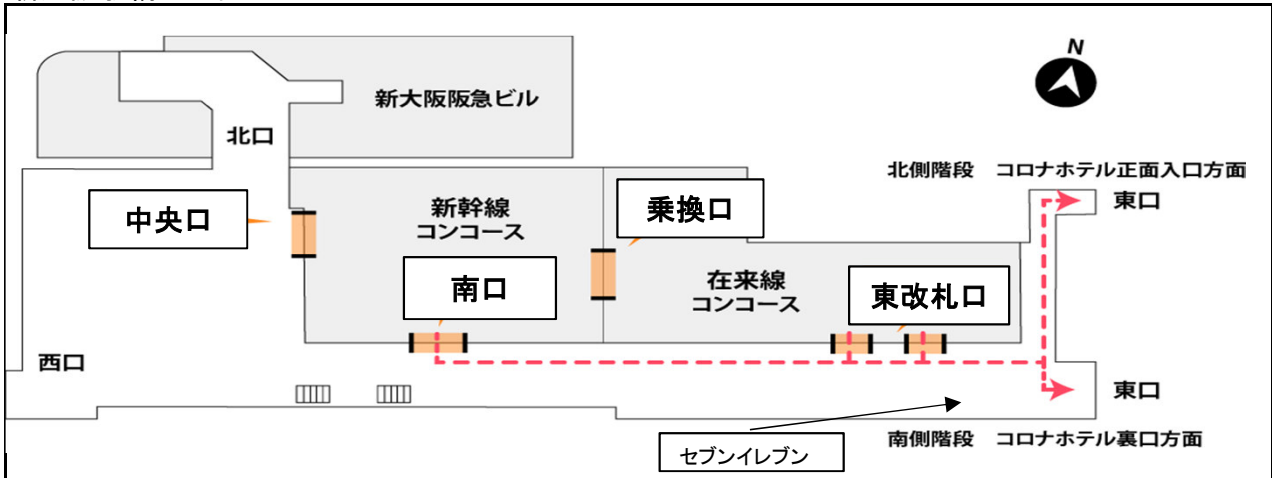 N
新大阪阪急ビル
北口
北側階段 コロナホテル正面入口方面
東口
中央口
新幹線
コンコース
乗換口
南口
在来線
コンコース
東改札口
西口
東口
セブンイレブン
南側階段 コロナホテル裏口方面